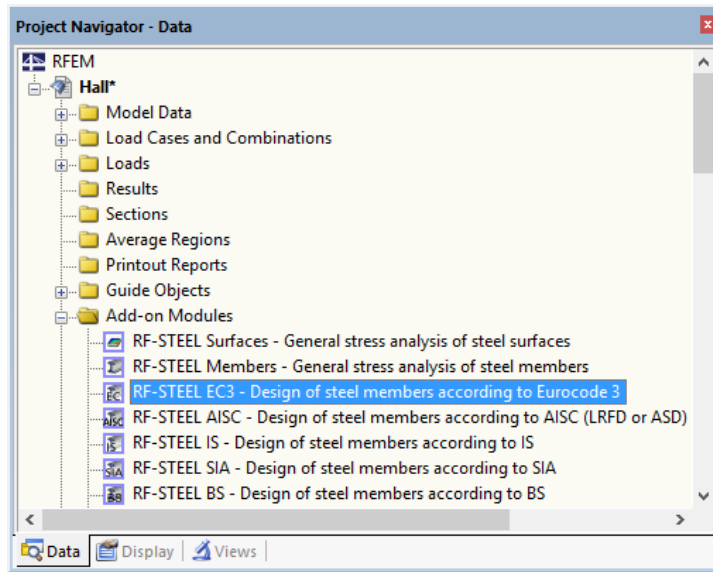 Project Navigator - Data
RFEM
Hall*
Model Data
Load Cases and Combinations
Loads
Results
Sections
Average Regions
Printout Reports
Guide Objects
Add-on Modules
RF-STEEL Surfaces - General stress analysis of steel surfaces
RF-STEEL Members - General stress analysis of steel members
EC RF-STEEL EC3 - Design of steel members according to Eurocode 3
AISC RF-STEEL AISC - Design of steel members according to AISC (LRFD or ASD)
IS RF-STEEL IS - Design of steel members according to IS
SIA RF-STEEL SIA - Design of steel members according to SIA
BS RF-STEEL BS - Design of steel members according to BS
Data Display Views